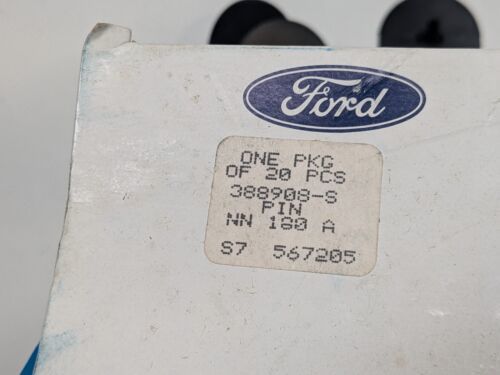 Ford
ONE PKG
OF 20 PCS
388908-S
PIN
NN 180 A
S7 567205